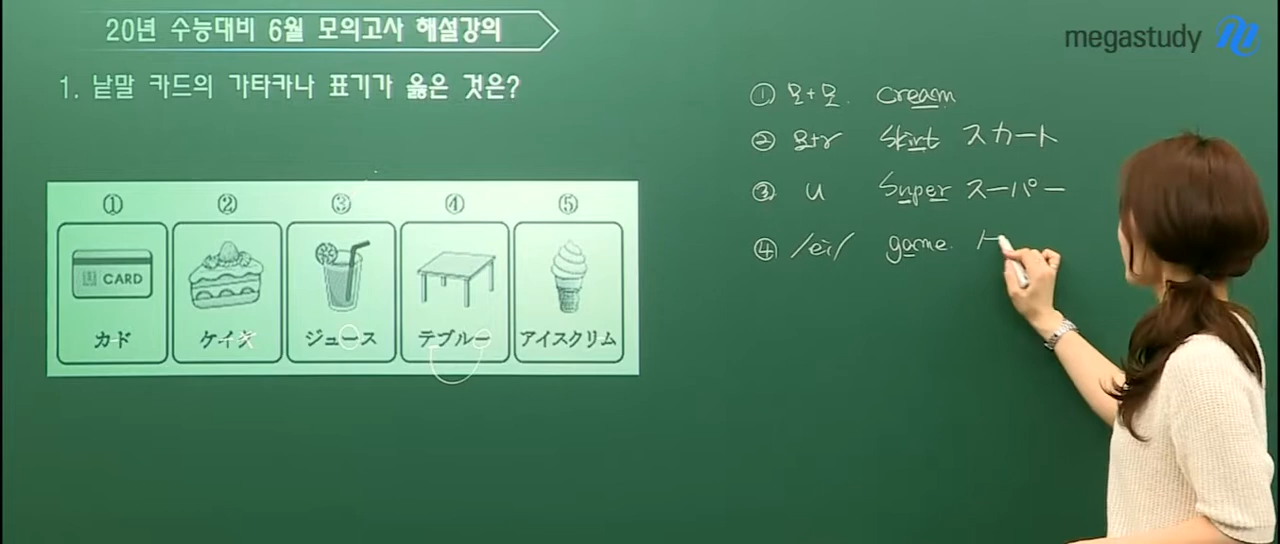 20년 수능대비 6월 모의고사 해설강의
megastudy
1. 낱말 카드의 가타카나 표기가 옳은 것은?
① ② ③ ④ ⑤
CARD
カド ケイク ジュース テブルー アイスクリム
① 모+모. cream
② 모+r skirt スカート
③ u super スーパー
④ /ei/ game.